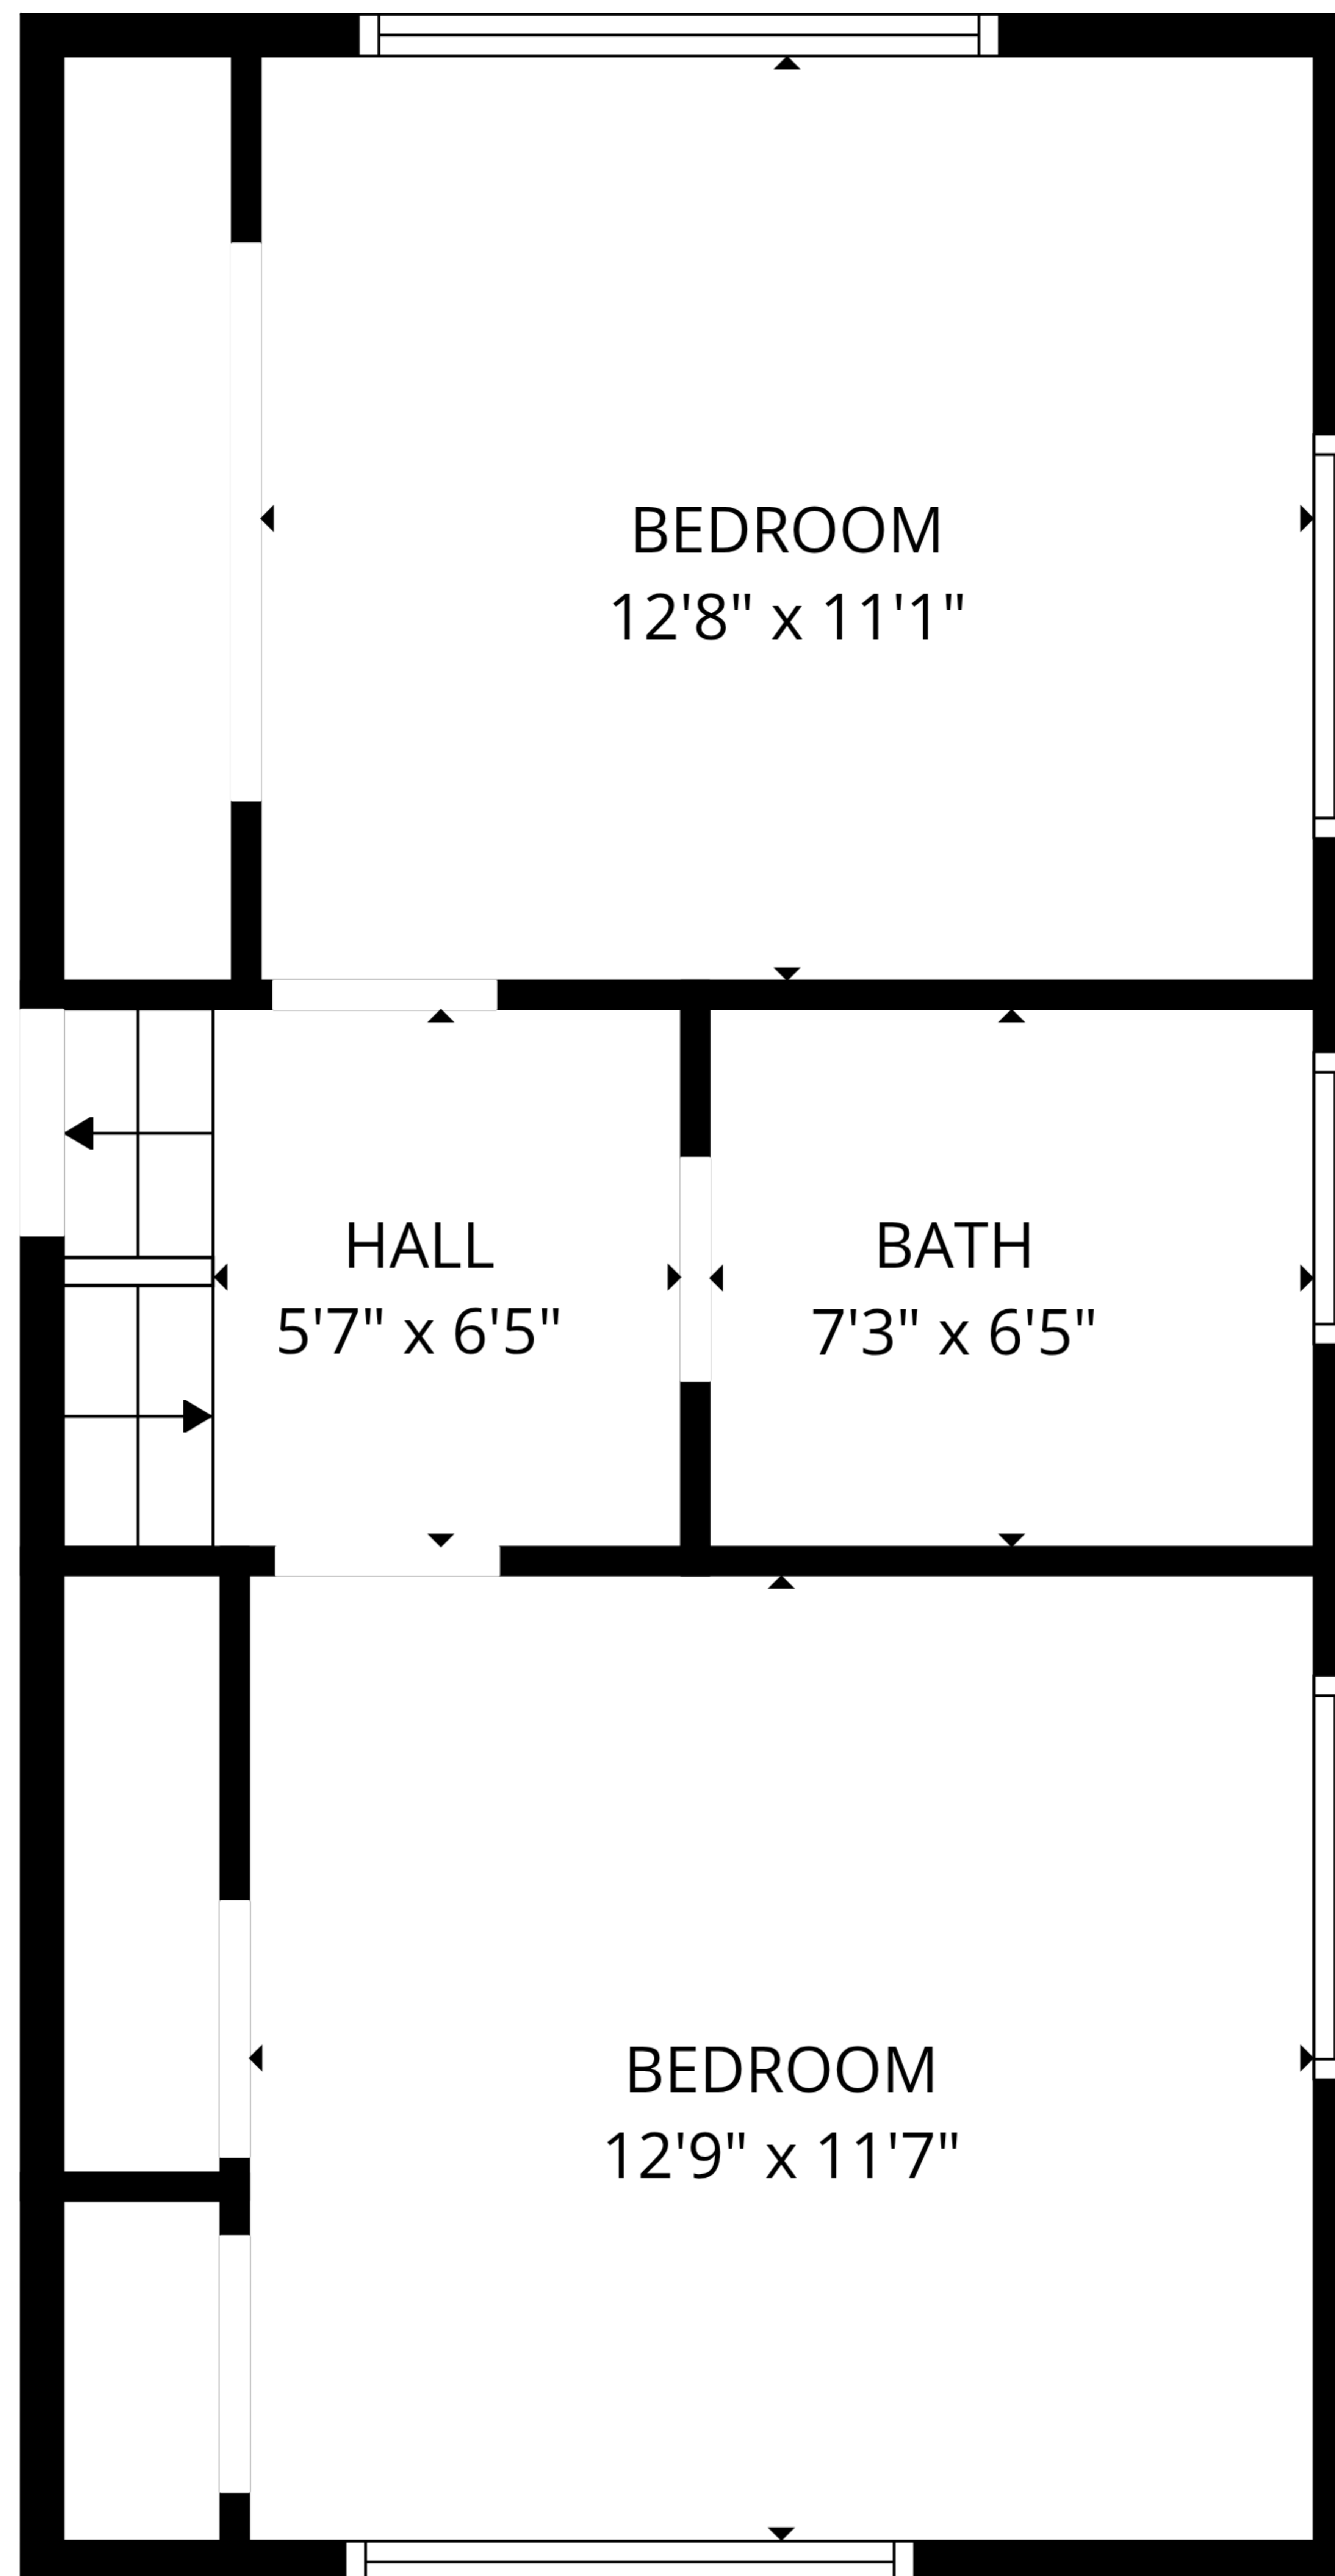 BEDROOM
12'8" x 11'1"
HALL
5'7" x 6'5"
BATH
7'3" x 6'5"
BEDROOM
12'9" x 11'7"